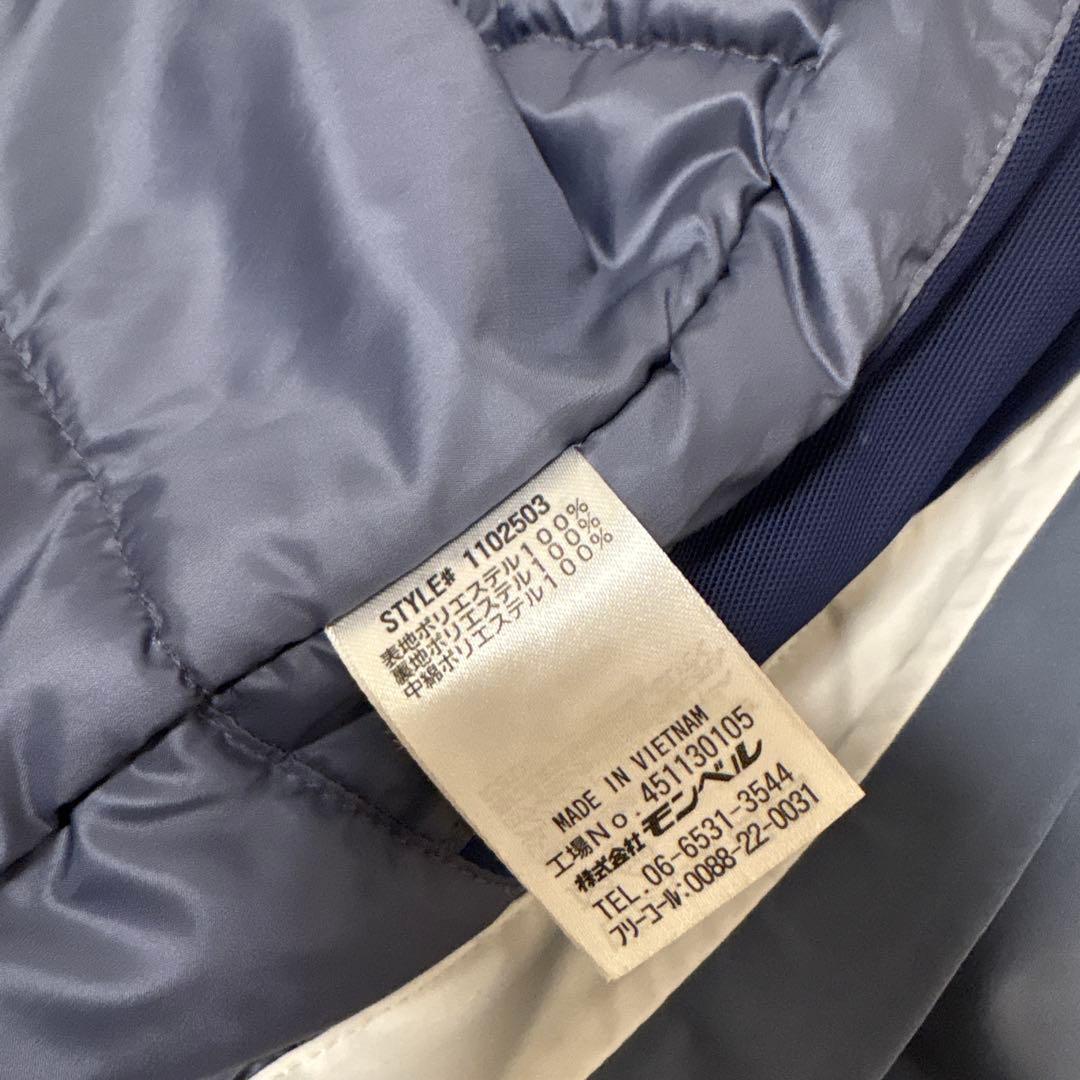 STYLE# 1102503
表地ポリエステル100%
裏地ポリエステル100%
中綿ポリエステル100%
MADE IN VIETNAM
工場No. 451130105
株式会社 モンベル
TEL. 06-6531-3544
フリーコール:0088-22-0031